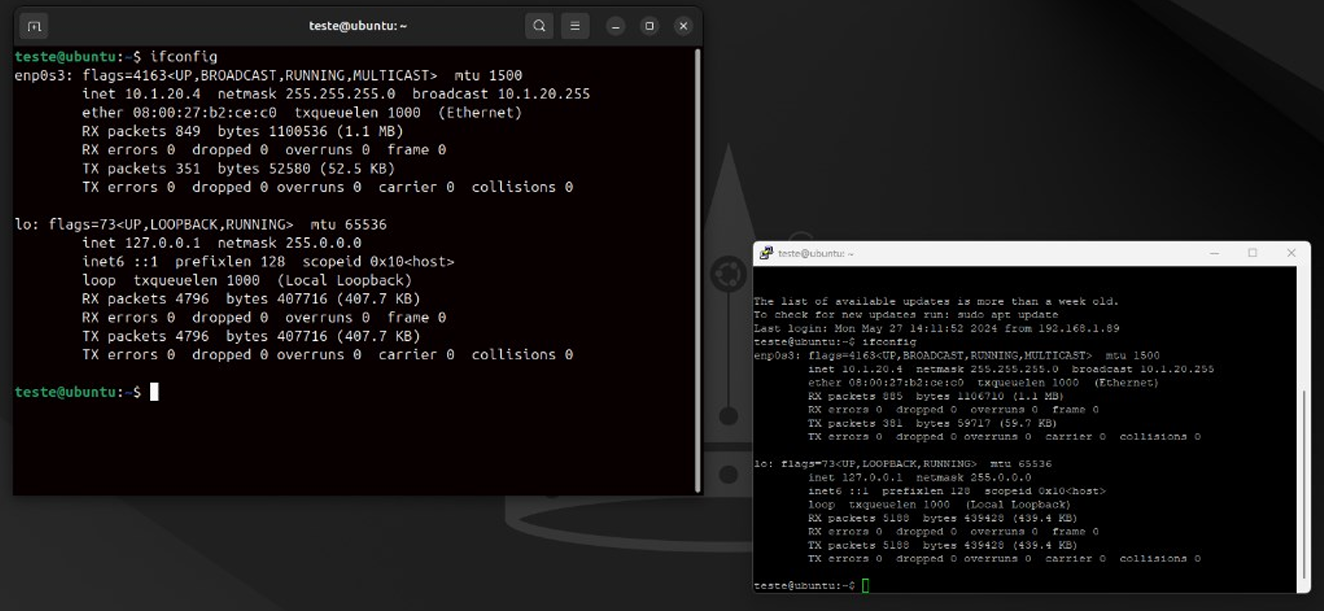 teste@ubuntu: ~
teste@ubuntu:~$ ifconfig
enp0s3: flags=4163<UP,BROADCAST,RUNNING,MULTICAST>  mtu 1500
        inet 10.1.20.4  netmask 255.255.255.0  broadcast 10.1.20.255
        ether 08:00:27:b2:ce:c0  txqueuelen 1000  (Ethernet)
        RX packets 849  bytes 1100536 (1.1 MB)
        RX errors 0  dropped 0  overruns 0  frame 0
        TX packets 351  bytes 52580 (52.5 KB)
        TX errors 0  dropped 0 overruns 0  carrier 0  collisions 0

lo: flags=73<UP,LOOPBACK,RUNNING>  mtu 65536
        inet 127.0.0.1  netmask 255.0.0.0
        inet6 ::1  prefixlen 128  scopeid 0x10<host>
        loop  txqueuelen 1000  (Local Loopback)
        RX packets 4796  bytes 407716 (407.7 KB)
        RX errors 0  dropped 0  overruns 0  frame 0
        TX packets 4796  bytes 407716 (407.7 KB)
        TX errors 0  dropped 0 overruns 0  carrier 0  collisions 0

teste@ubuntu:~$
teste@ubuntu: ~
The list of available updates is more than a week old.
To check for new updates run: sudo apt update
Last login: Mon May 27 14:11:52 2024 from 192.168.1.89
teste@ubuntu:~$ ifconfig
enp0s3: flags=4163<UP,BROADCAST,RUNNING,MULTICAST>  mtu 1500
        inet 10.1.20.4  netmask 255.255.255.0  broadcast 10.1.20.255
        ether 08:00:27:b2:ce:c0  txqueuelen 1000  (Ethernet)
        RX packets 885  bytes 1106710 (1.1 MB)
        RX errors 0  dropped 0  overruns 0  frame 0
        TX packets 381  bytes 59717 (59.7 KB)
        TX errors 0  dropped 0 overruns 0  carrier 0  collisions 0

lo: flags=73<UP,LOOPBACK,RUNNING>  mtu 65536
        inet 127.0.0.1  netmask 255.0.0.0
        inet6 ::1  prefixlen 128  scopeid 0x10<host>
        loop  txqueuelen 1000  (Local Loopback)
        RX packets 5188  bytes 439428 (439.4 KB)
        RX errors 0  dropped 0  overruns 0  frame 0
        TX packets 5188  bytes 439428 (439.4 KB)
        TX errors 0  dropped 0 overruns 0  carrier 0  collisions 0

teste@ubuntu:~$